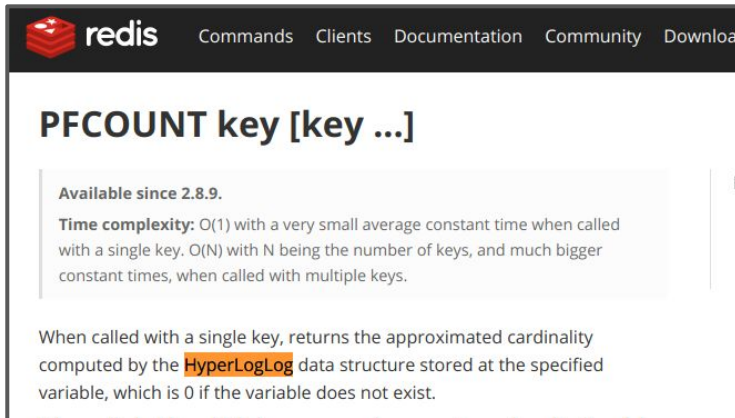 redis Commands Clients Documentation Community Downloa
PFCOUNT key [key ...]
Available since 2.8.9.
Time complexity: O(1) with a very small average constant time when called
with a single key. O(N) with N being the number of keys, and much bigger
constant times, when called with multiple keys.
When called with a single key, returns the approximated cardinality
computed by the HyperLogLog data structure stored at the specified
variable, which is 0 if the variable does not exist.